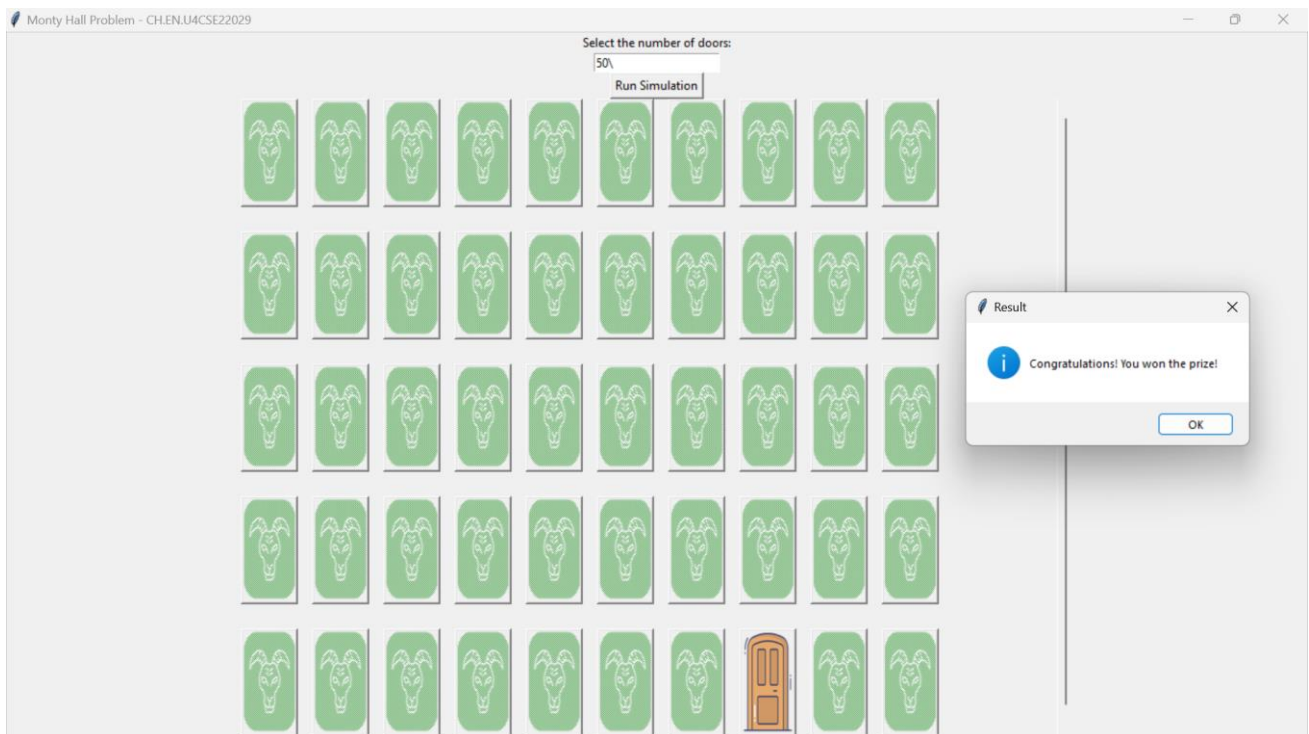 Monty Hall Problem - CH.EN.U4CSE22029
Select the number of doors:
50\
Run Simulation
Result
Congratulations! You won the prize!
OK